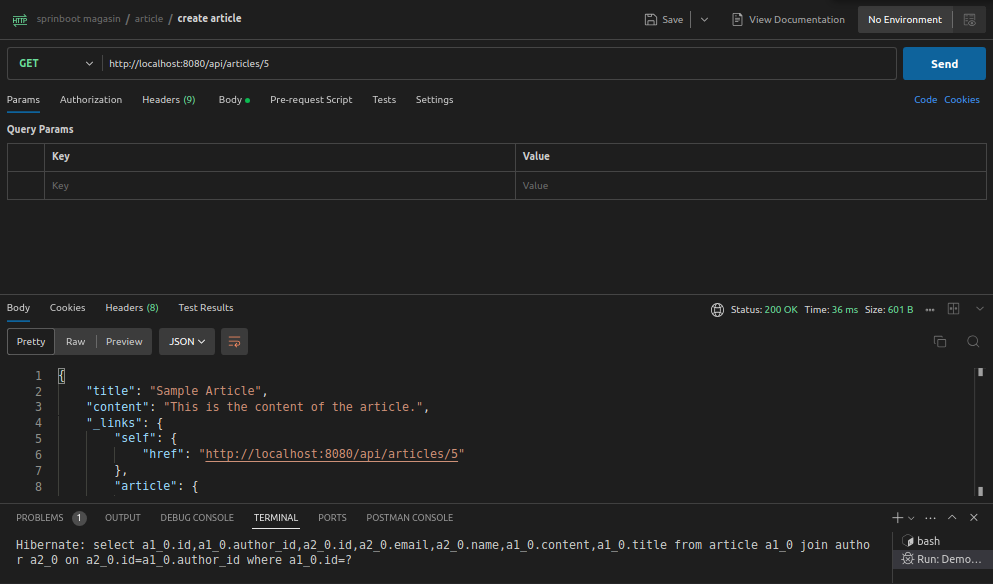 HTTP sprinboot magasin / article / create article Save View Documentation No Environment
GET http://localhost:8080/api/articles/5 Send
Params Authorization Headers (9) Body Pre-request Script Tests Settings Code Cookies
Query Params
Key Value
Key Value
Body Cookies Headers (8) Test Results Status: 200 OK Time: 36 ms Size: 601 B
Pretty Raw Preview JSON
1 {
2 "title": "Sample Article",
3 "content": "This is the content of the article.",
4 "_links": {
5 "self": {
6 "href": "http://localhost:8080/api/articles/5"
7 },
8 "article": {
PROBLEMS 1 OUTPUT DEBUG CONSOLE TERMINAL PORTS POSTMAN CONSOLE
Hibernate: select a1_0.id,a1_0.author_id,a2_0.id,a2_0.email,a2_0.name,a1_0.content,a1_0.title from article a1_0 join autho
r a2_0 on a2_0.id=a1_0.author_id where a1_0.id=?
bash
Run: Demo...